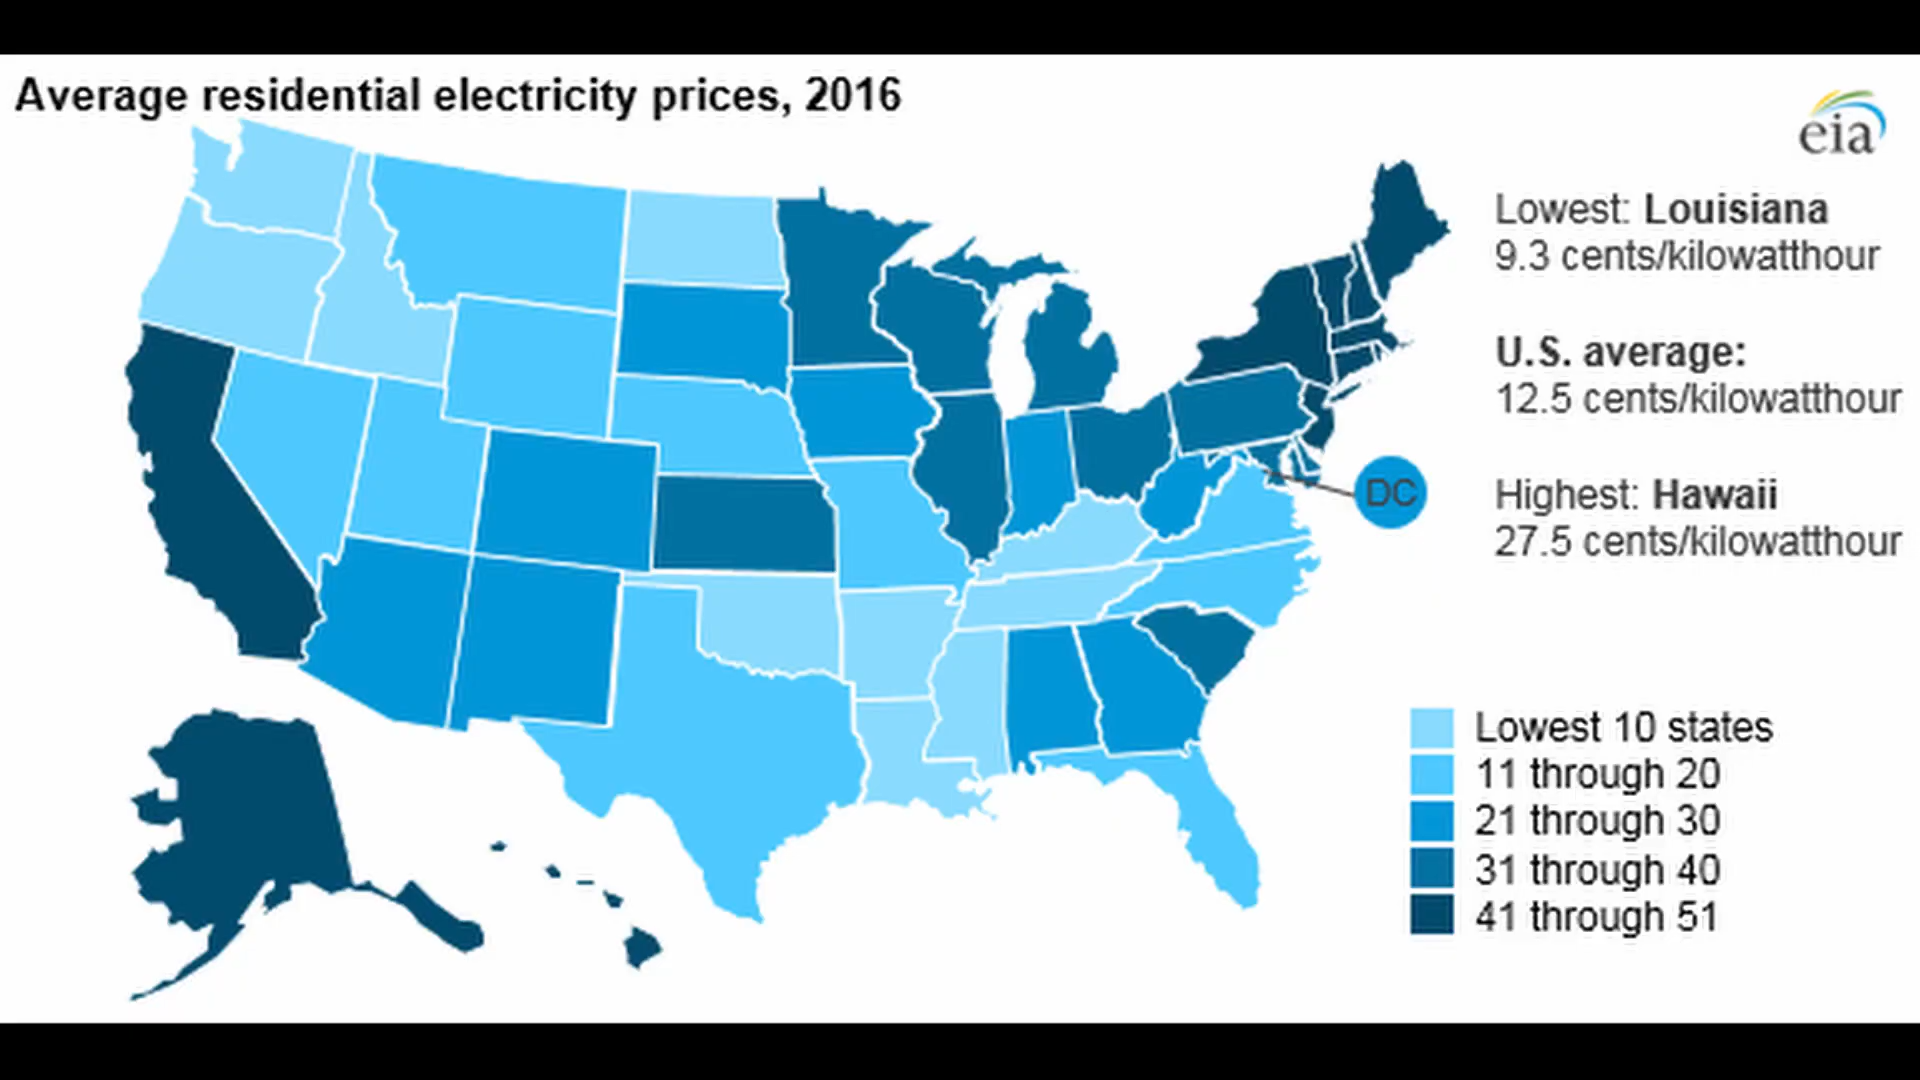 Average residential electricity prices, 2016
eia
Lowest: Louisiana
9.3 cents/kilowatthour
U.S. average:
12.5 cents/kilowatthour
Highest: Hawaii
27.5 cents/kilowatthour
DC
Lowest 10 states
11 through 20
21 through 30
31 through 40
41 through 51